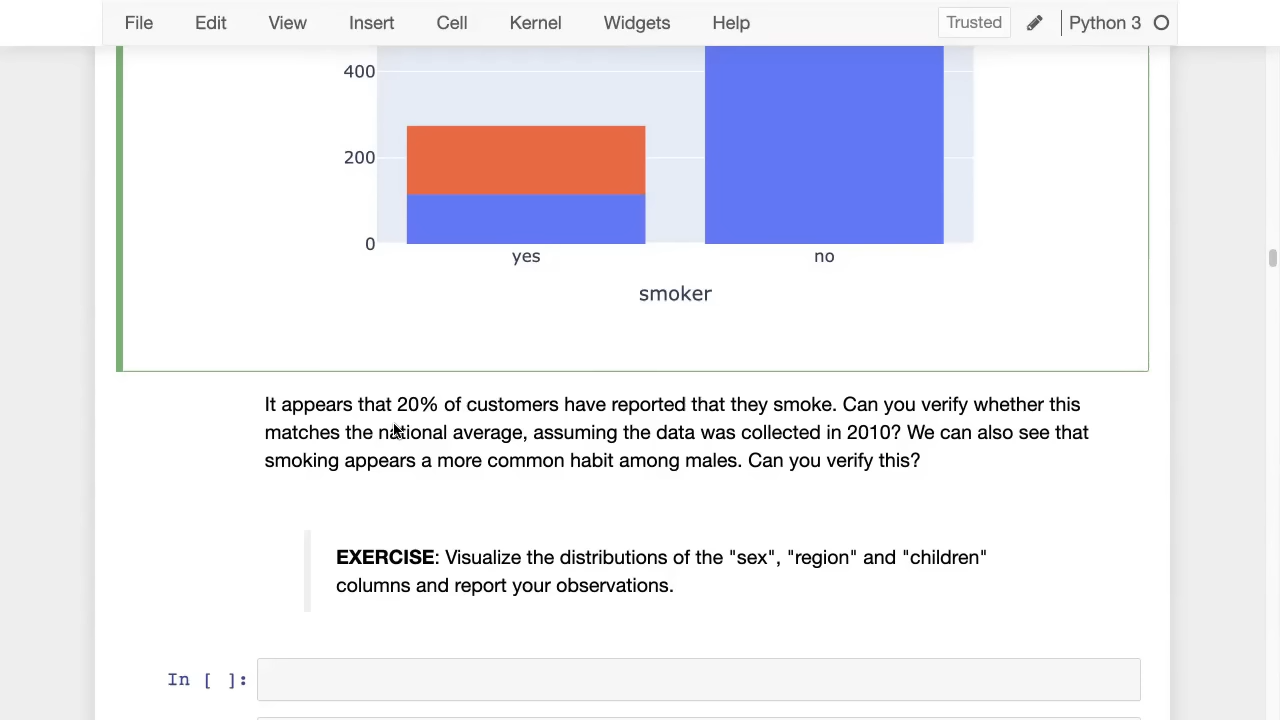 File Edit View Insert Cell Kernel Widgets Help Trusted Python 3
400
200
0
yes no
smoker
It appears that 20% of customers have reported that they smoke. Can you verify whether this
matches the national average, assuming the data was collected in 2010? We can also see that
smoking appears a more common habit among males. Can you verify this?
EXERCISE: Visualize the distributions of the "sex", "region" and "children"
columns and report your observations.
In [ ]: